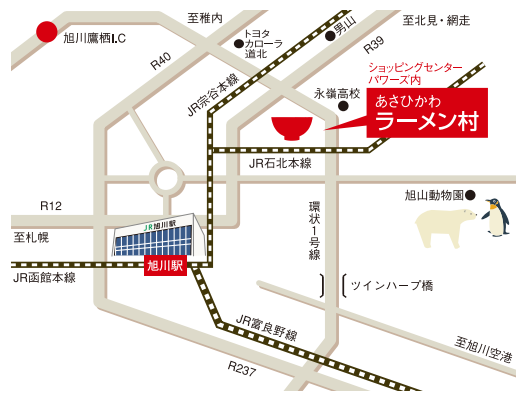 至稚内
至北見・網走
旭川鷹栖I.C
トヨタ
カローラ
道北
男山
R40
R39
ショッピングセンター
パワーズ内
JR宗谷本線
永嶺高校
あさひかわ
ラーメン村
JR石北本線
旭山動物園
R12
環状1号線
至札幌
JR旭川駅
旭川駅
JR函館本線
ツインハープ橋
JR富良野線
至旭川空港
R237